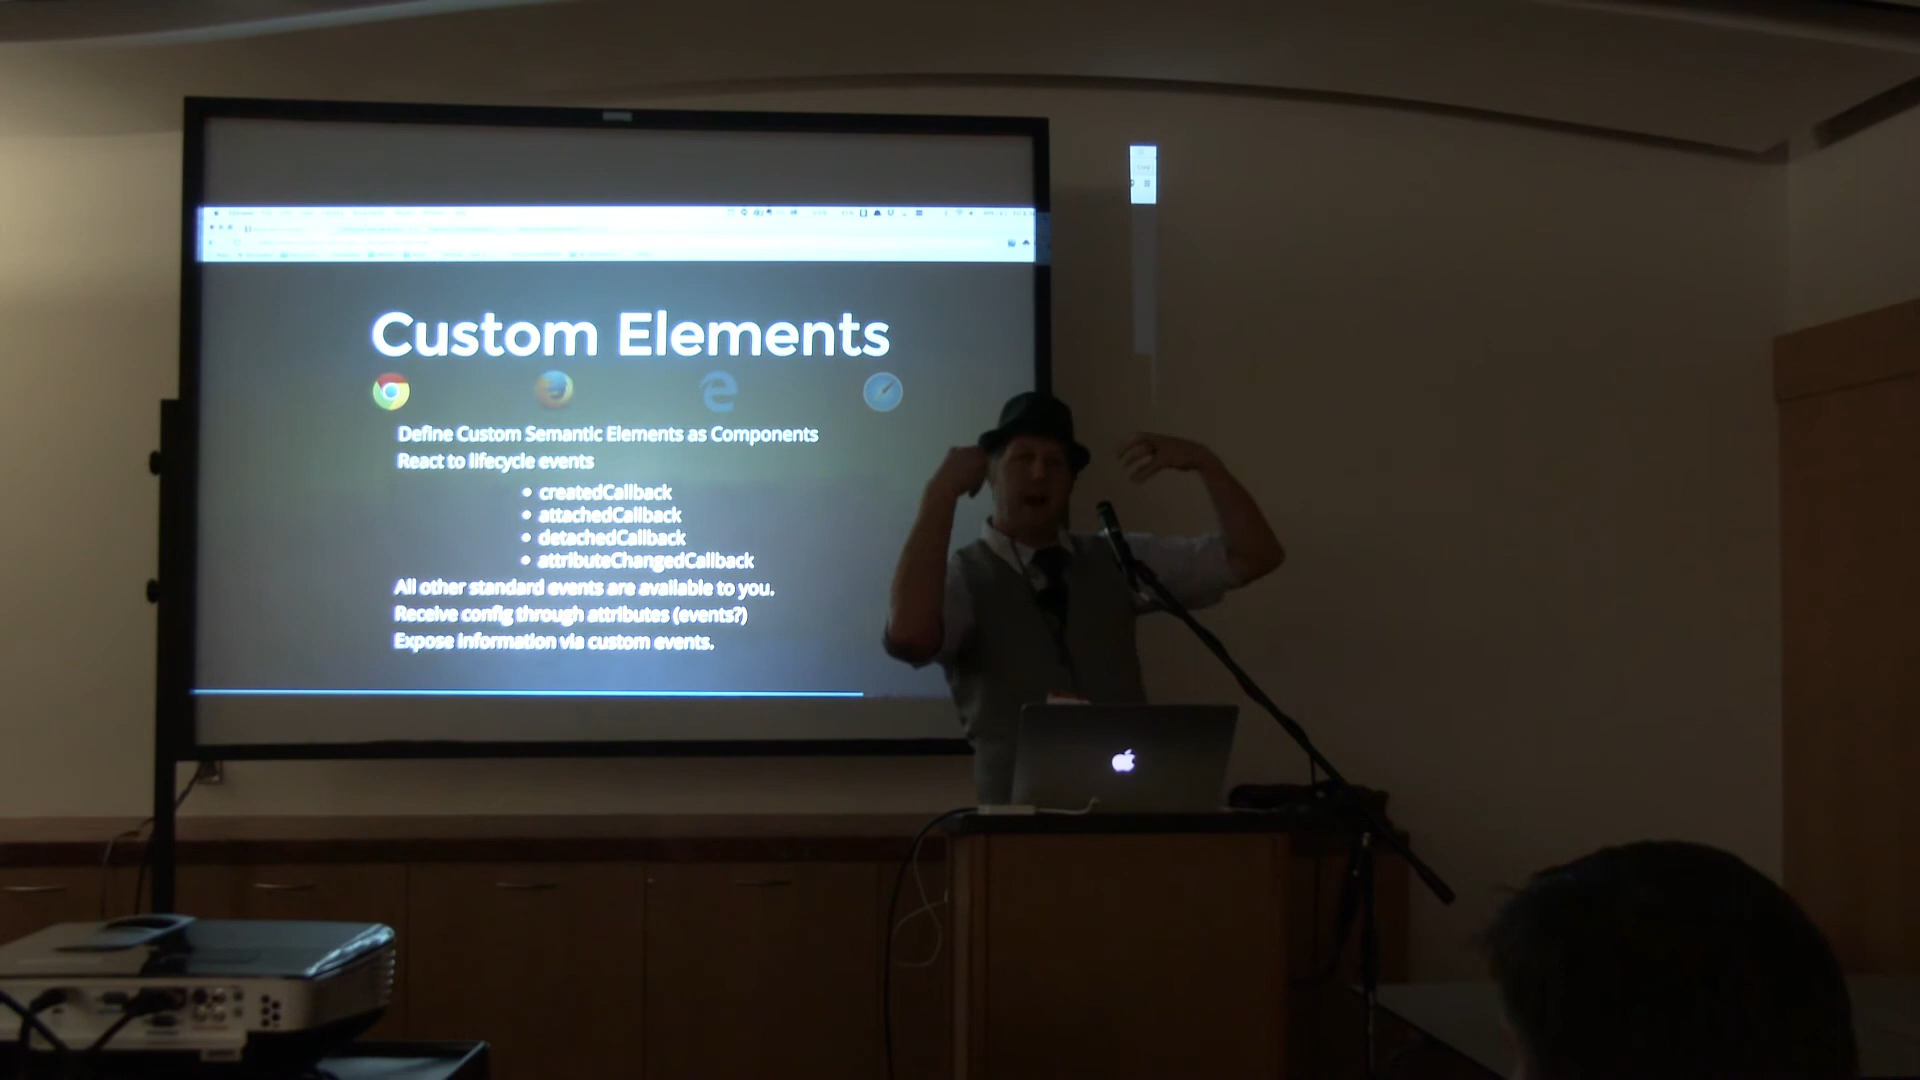 Custom Elements
Define Custom Semantic Elements as Components
React to lifecycle events
• createdCallback
• attachedCallback
• detachedCallback
• attributeChangedCallback
All other standard events are available to you.
Receive config through attributes (events?)
Expose information via custom events.